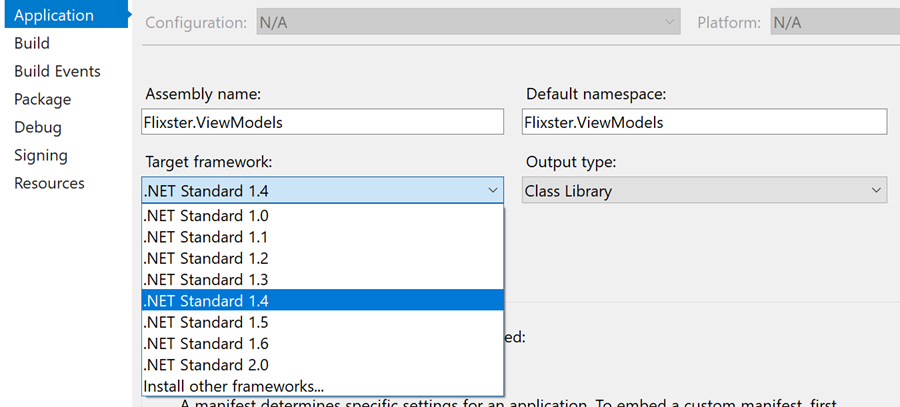 Application
Build
Build Events
Package
Debug
Signing
Resources
Configuration: N/A Platform: N/A
Assembly name: Default namespace:
Flixster.ViewModels Flixster.ViewModels
Target framework: Output type:
.NET Standard 1.4 Class Library
.NET Standard 1.0
.NET Standard 1.1
.NET Standard 1.2
.NET Standard 1.3
.NET Standard 1.4
.NET Standard 1.5
.NET Standard 1.6
.NET Standard 2.0
Install other frameworks...
ed:
A manifest determines specific settings for an application. To embed a custom manifest, first